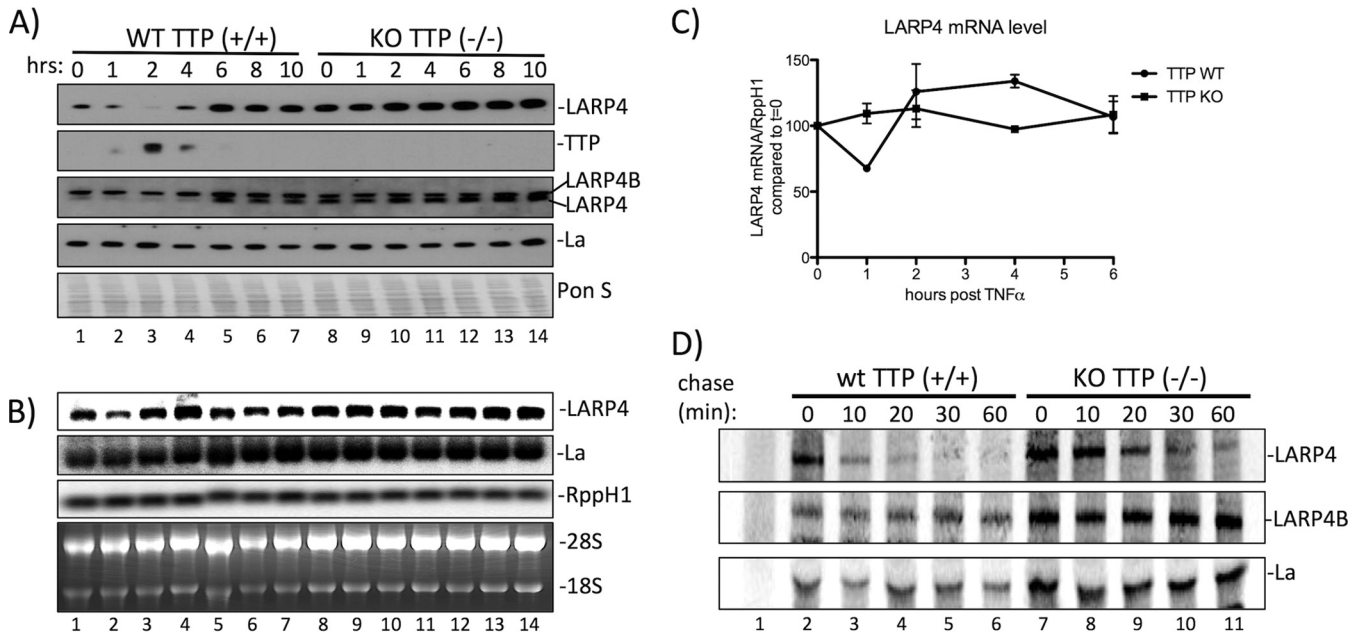 A)
WT TTP (+/+) KO TTP (-/-)
hrs: 0 1 2 4 6 8 10 0 1 2 4 6 8 10
-LARP4
-TTP
LARP4B
LARP4
-La
Pon S
1 2 3 4 5 6 7 8 9 10 11 12 13 14
B)
-LARP4
-La
-RppH1
-28S
-18S
1 2 3 4 5 6 7 8 9 10 11 12 13 14
C)
LARP4 mRNA level
LARP4 mRNA/RppH1
compared to t=0
150
100
50
0
0 1 2 3 4 5 6
hours post TNFα
TTP WT
TTP KO
D)
wt TTP (+/+) KO TTP (-/-)
chase
(min): 0 10 20 30 60 0 10 20 30 60
-LARP4
-LARP4B
-La
1 2 3 4 5 6 7 8 9 10 11